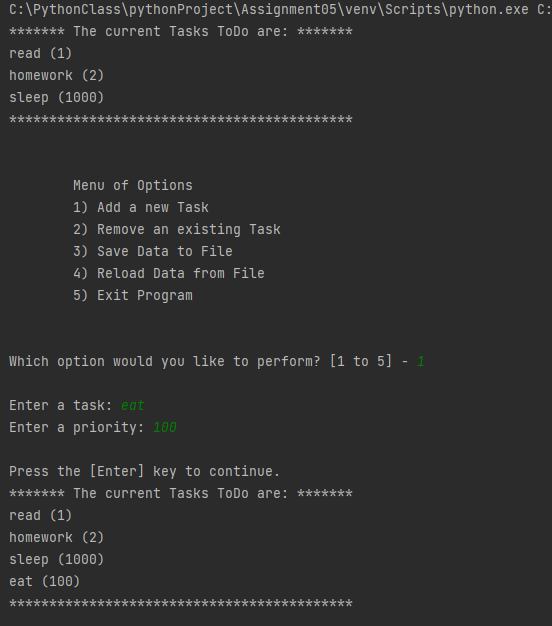 C:\PythonClass\pythonProject\Assignment05\venv\Scripts\python.exe C:
******* The current Tasks ToDo are: *******
read (1)
homework (2)
sleep (1000)
*******************************************
Menu of Options
1) Add a new Task
2) Remove an existing Task
3) Save Data to File
4) Reload Data from File
5) Exit Program
Which option would you like to perform? [1 to 5] - 1
Enter a task: eat
Enter a priority: 100
Press the [Enter] key to continue.
******* The current Tasks ToDo are: *******
read (1)
homework (2)
sleep (1000)
eat (100)
*******************************************